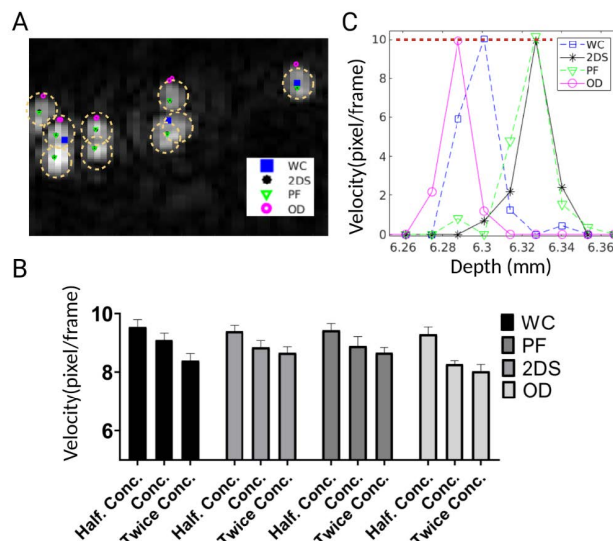 A
WC
2DS
PF
OD
C
Velocity(pixel/frame)
10
8
6
4
2
0
6.26 6.28 6.3 6.32 6.34 6.36
Depth (mm)
WC
2DS
PF
OD
B
Velocity(pixel/frame)
10
8
6
Half. Conc.
Conc.
Twice Conc.
Half. Conc.
Conc.
Twice Conc.
Half. Conc.
Conc.
Twice Conc.
Half. Conc.
Conc.
Twice Conc.
WC
PF
2DS
OD